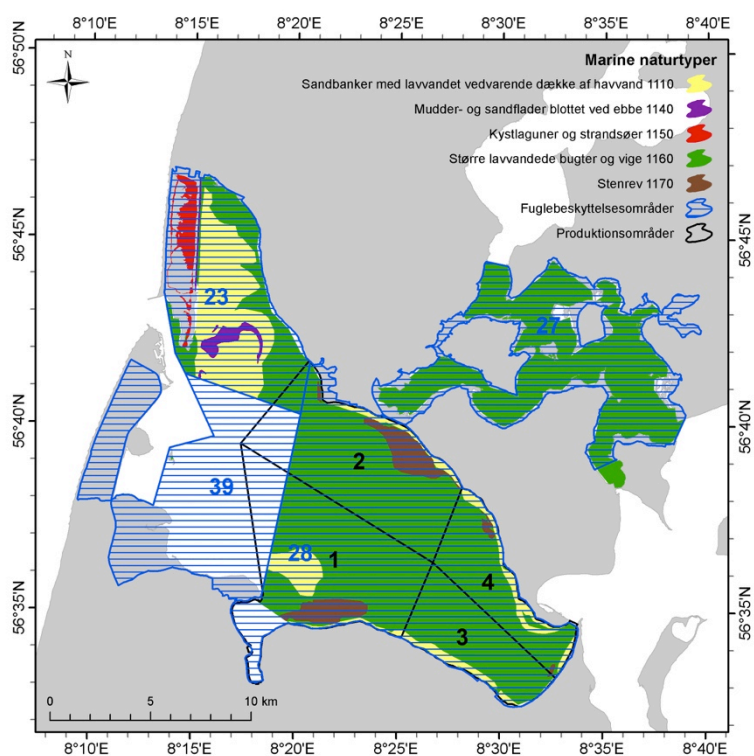 8°10'E 8°15'E 8°20'E 8°25'E 8°30'E 8°35'E 8°40'E
56°50'N
N
Marine naturtyper
Sandbanker med lavvandet vedvarende dække af havvand 1110
Mudder- og sandflader blottet ved ebbe 1140
Kystlaguner og strandsøer 1150
Større lavvandede bugter og vige 1160
Stenrev 1170
Fuglebeskyttelsesområder
Produktionsområder
56°45'N 56°45'N
23
27
56°40'N 56°40'N
2
39
28
1
4
56°35'N 56°35'N
3
0 5 10 km
8°10'E 8°15'E 8°20'E 8°25'E 8°30'E 8°35'E 8°40'E